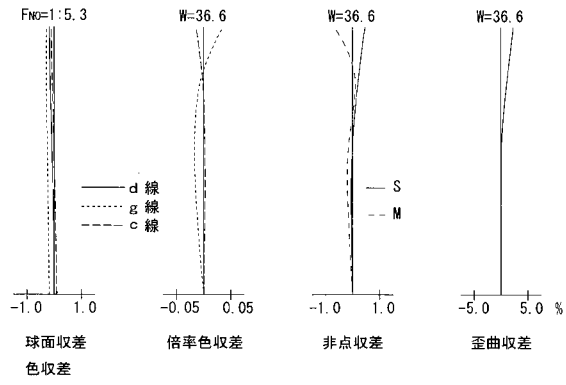 FNO=1:5.3
W=36.6
W=36.6
W=36.6
d 線
g 線
c 線
S
M
-1.0 1.0
-0.05 0.05
-1.0 1.0
-5.0 5.0 %
球面収差
色収差
倍率色収差
非点収差
歪曲収差